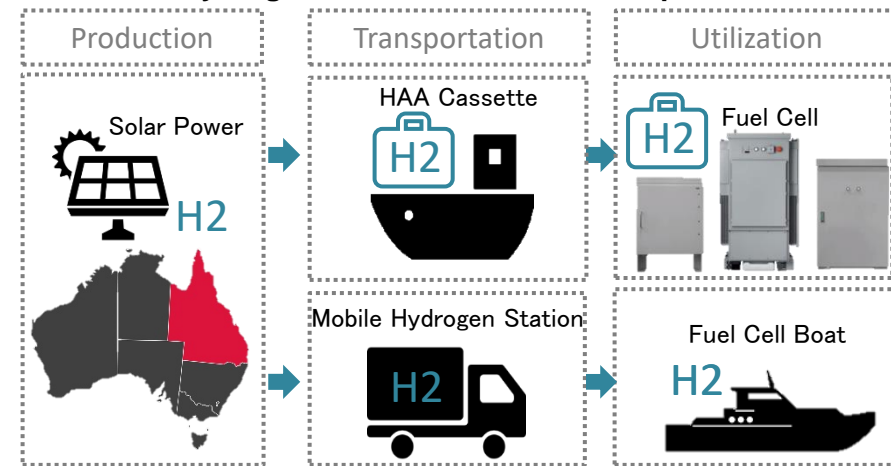 Production
Transportation
Utilization
Solar Power
H2
HAA Cassette
H2
H2
Fuel Cell
Mobile Hydrogen Station
H2
Fuel Cell Boat
H2